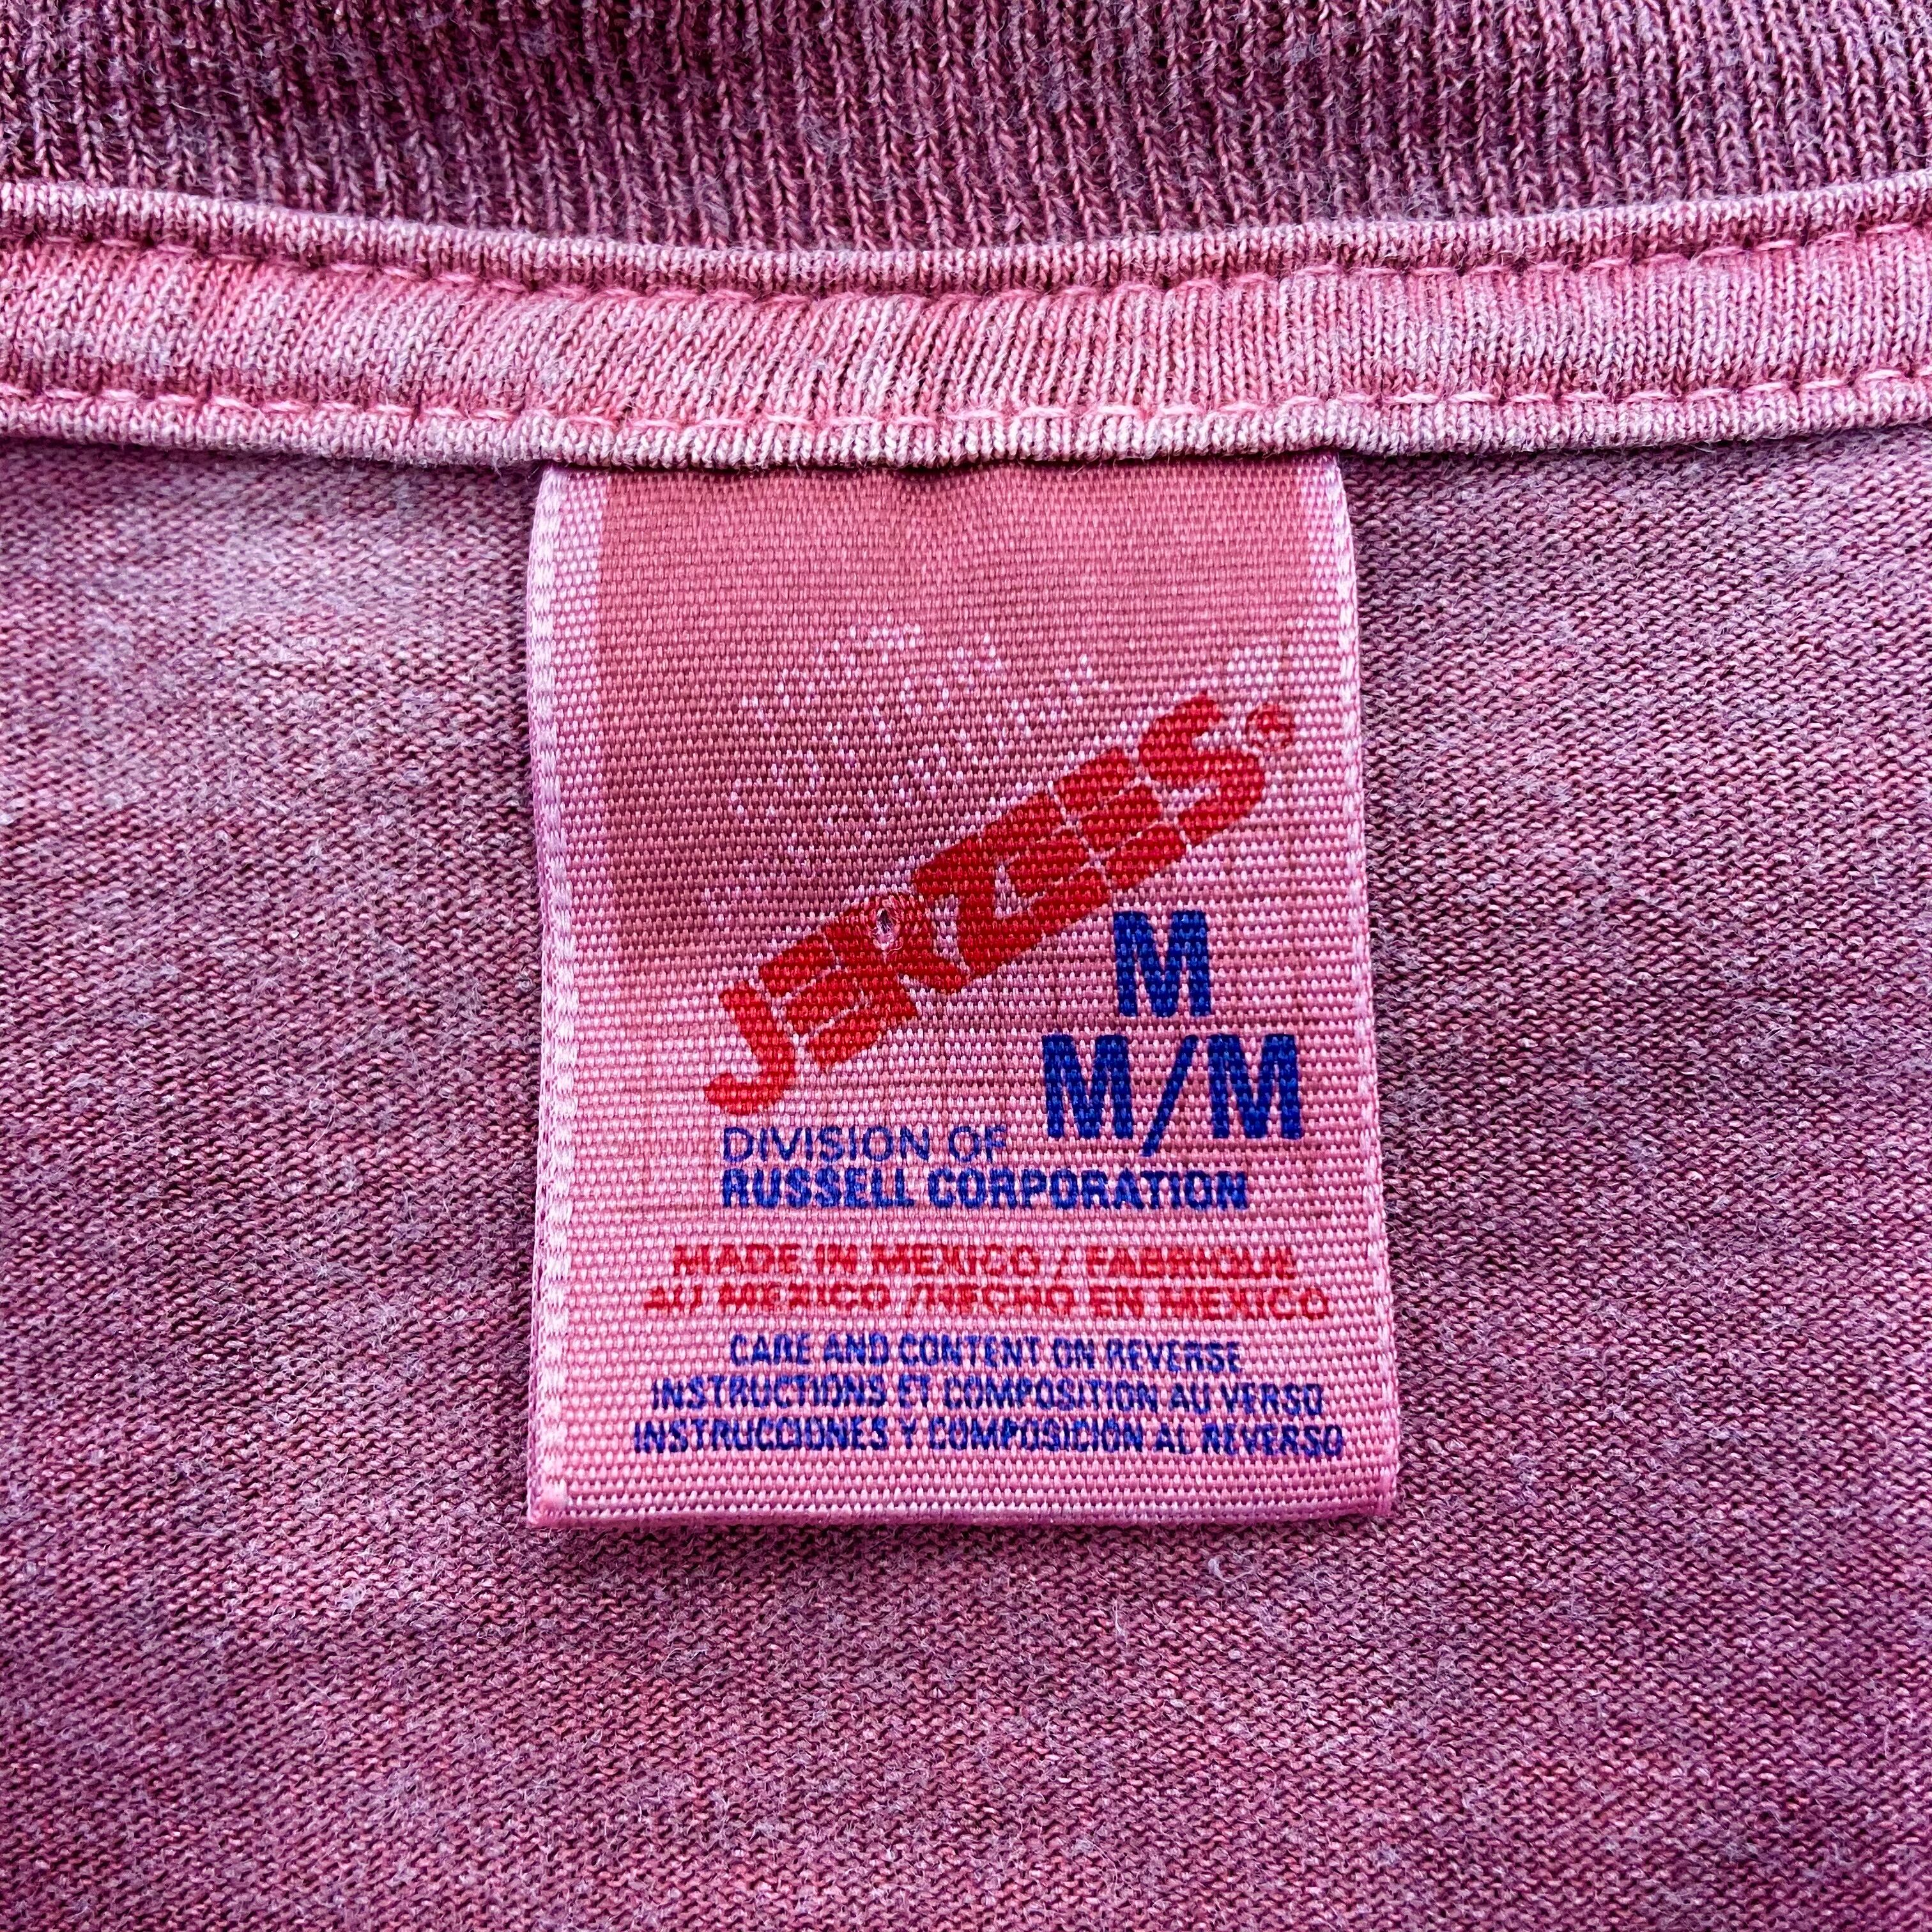 JERZEES®
M
M/M
DIVISION OF
RUSSELL CORPORATION
MADE IN MEXICO / FABRIQUE
AU MEXICO / HECHO EN MEXICO
CARE AND CONTENT ON REVERSE
INSTRUCTIONS ET COMPOSITION AU VERSO
INSTRUCCIONES Y COMPOSICION AL REVERSO